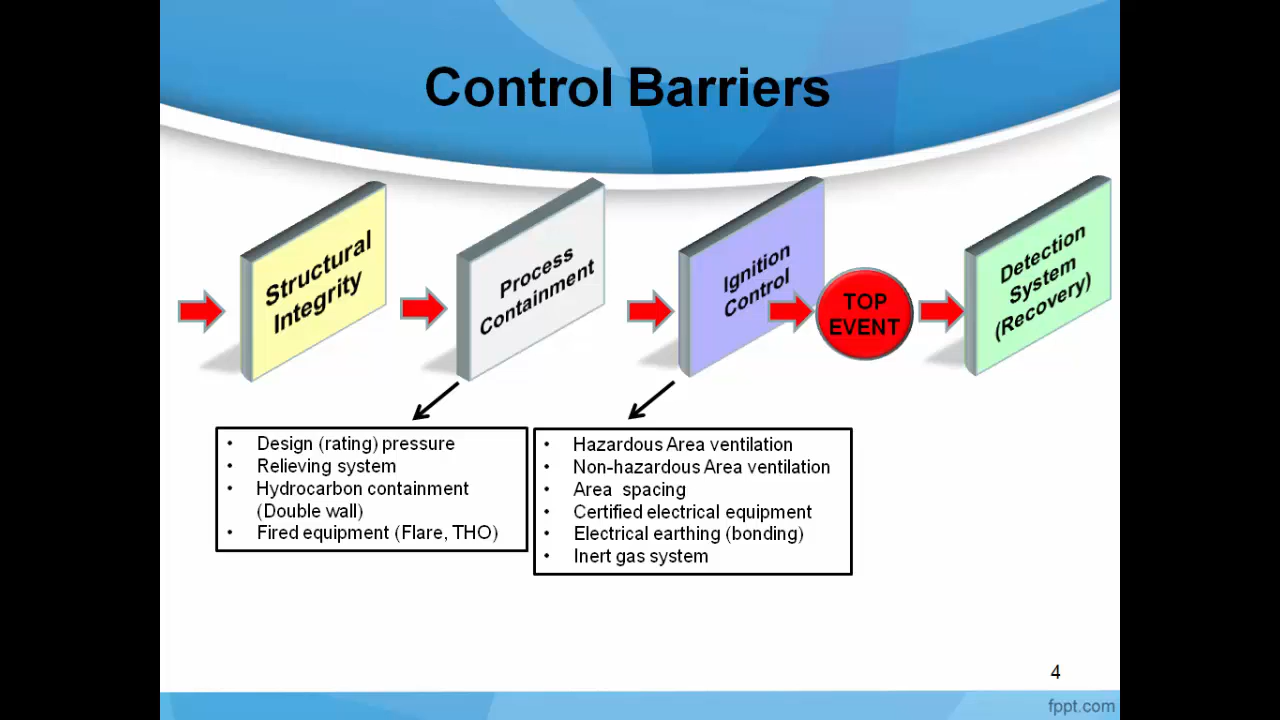 Control Barriers
Structural
Integrity
Process
Containment
Ignition
Control
TOP
EVENT
Detection
System
(Recovery)
• Design (rating) pressure
• Relieving system
• Hydrocarbon containment
(Double wall)
• Fired equipment (Flare, THO)
• Hazardous Area ventilation
• Non-hazardous Area ventilation
• Area spacing
• Certified electrical equipment
• Electrical earthing (bonding)
• Inert gas system
4
fppt.com